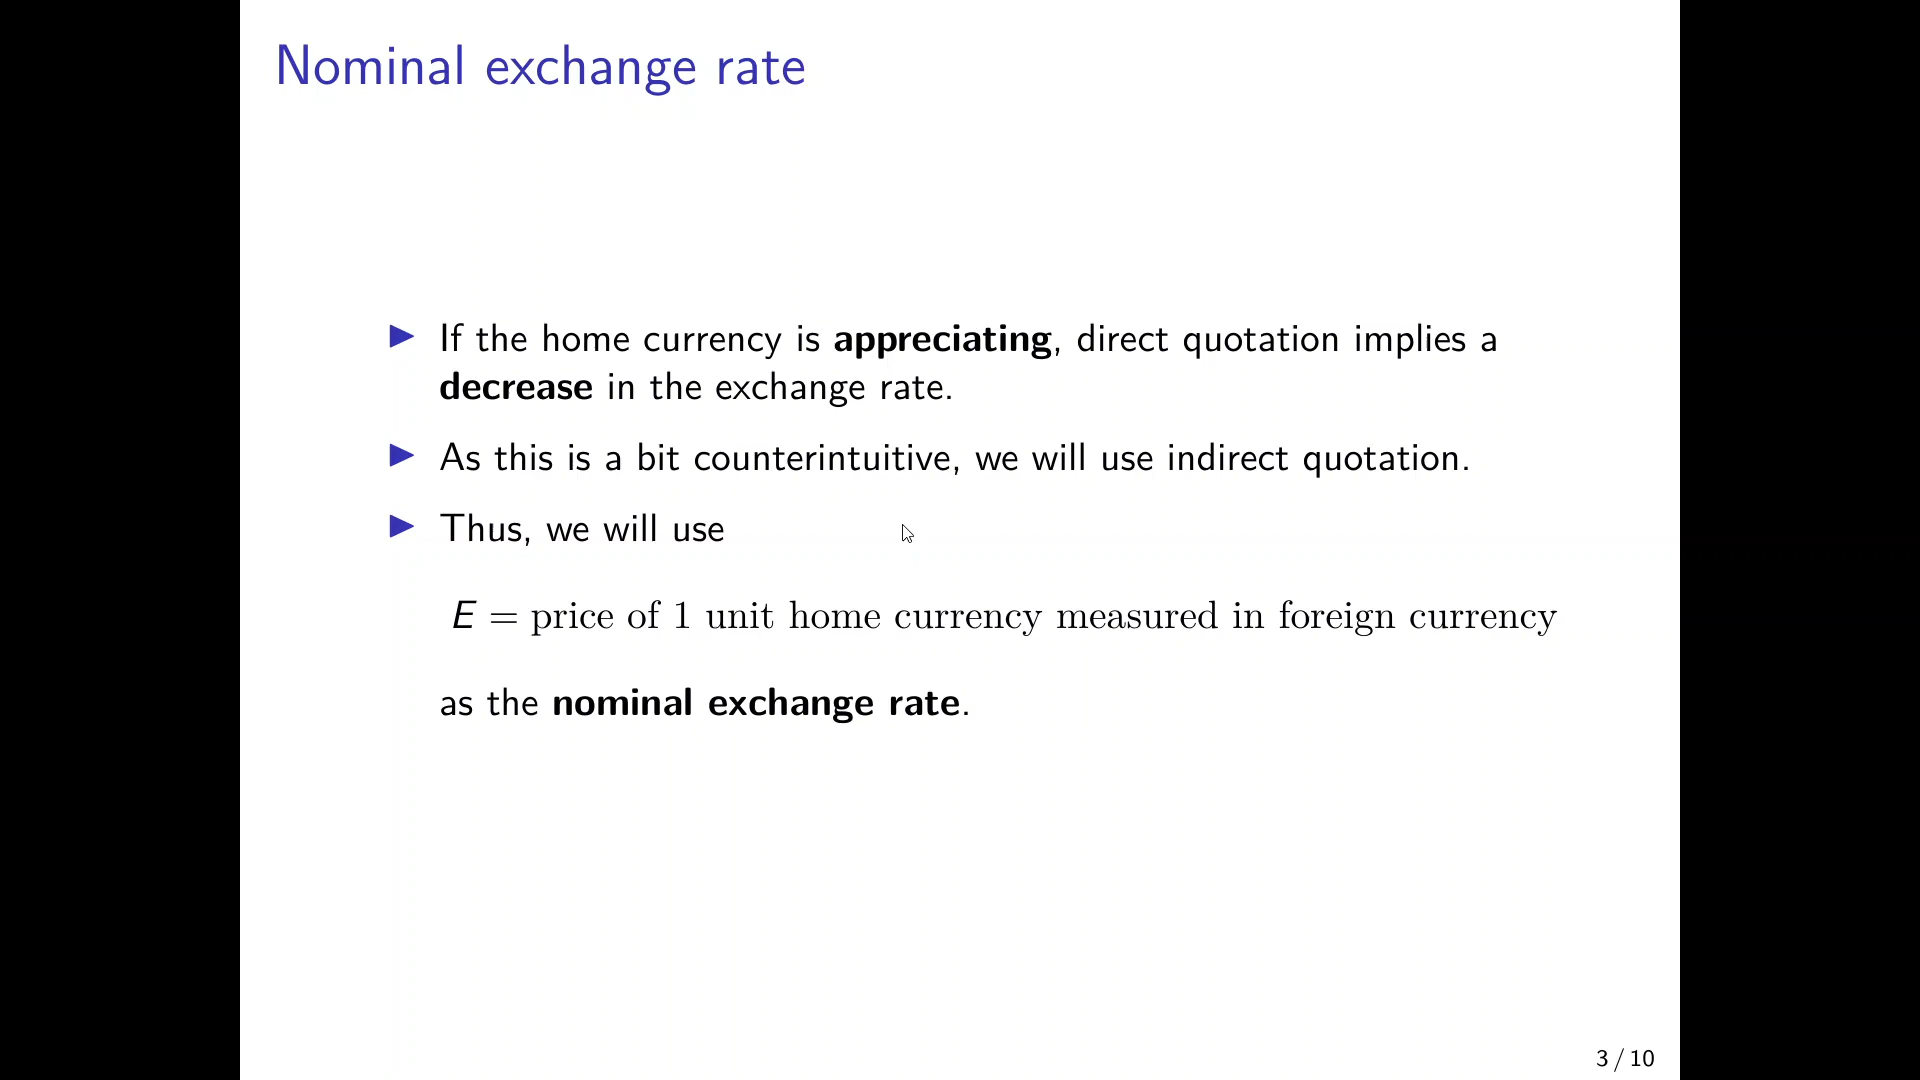 Nominal exchange rate
▶ If the home currency is appreciating, direct quotation implies a
decrease in the exchange rate.
▶ As this is a bit counterintuitive, we will use indirect quotation.
▶ Thus, we will use
E = price of 1 unit home currency measured in foreign currency
as the nominal exchange rate.
3 / 10